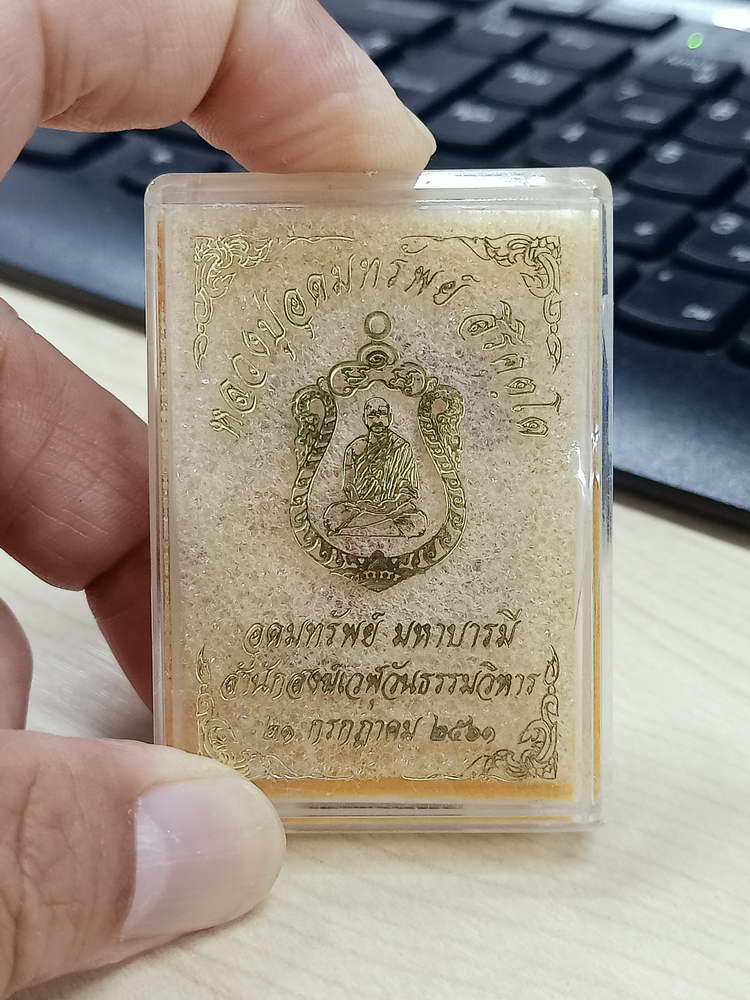 หลวงปู่อุดมทรัพย์ สิริคุตฺโต
อุดมทรัพย์ มหาบารมี
สำนักสงฆ์เวฬุวันธรรมวิหาร
๒๑ กรกฎาคม ๒๕๖๑